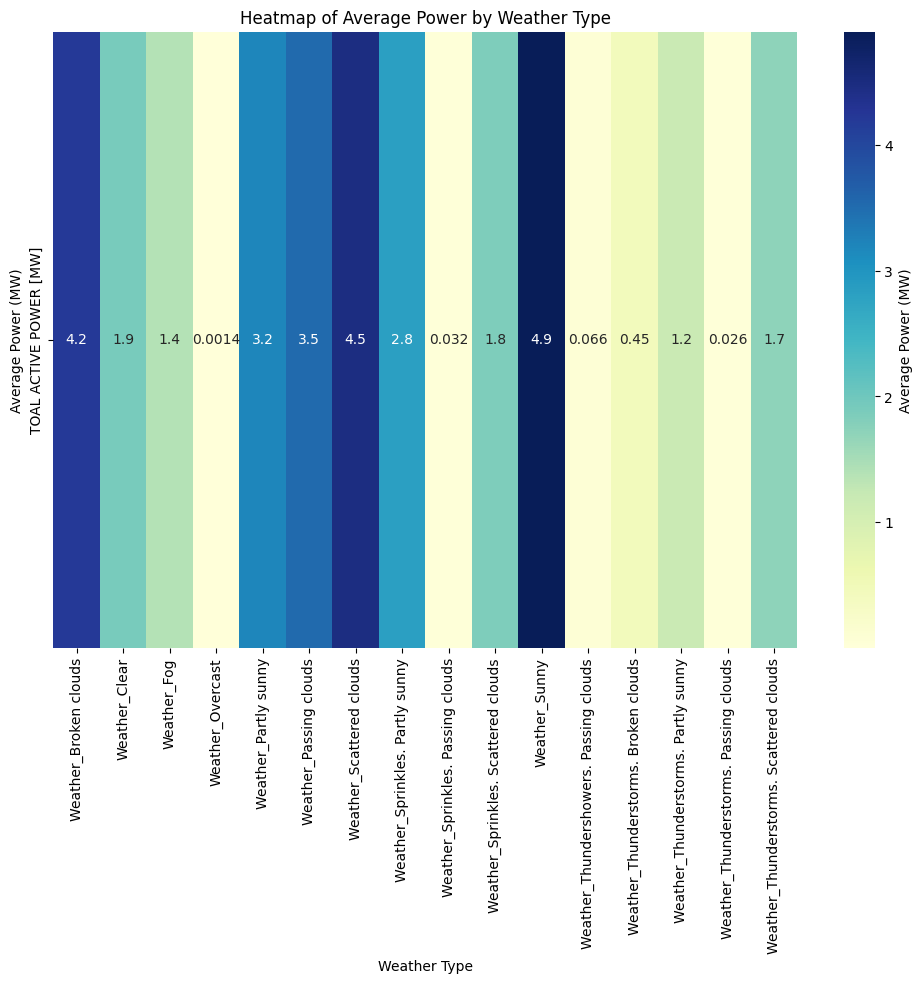 Heatmap of Average Power by Weather Type
Average Power (MW)
TOAL ACTIVE POWER [MW]
4.2
1.9
1.4
0.0014
3.2
3.5
4.5
2.8
0.032
1.8
4.9
0.066
0.45
1.2
0.026
1.7
Weather_Broken clouds
Weather_Clear
Weather_Fog
Weather_Overcast
Weather_Partly sunny
Weather_Passing clouds
Weather_Scattered clouds
Weather_Sprinkles. Partly sunny
Weather_Sprinkles. Passing clouds
Weather_Sprinkles. Scattered clouds
Weather_Sunny
Weather_Thundershowers. Passing clouds
Weather_Thunderstorms. Broken clouds
Weather_Thunderstorms. Partly sunny
Weather_Thunderstorms. Passing clouds
Weather_Thunderstorms. Scattered clouds
Weather Type
4
3
2
1
Average Power (MW)